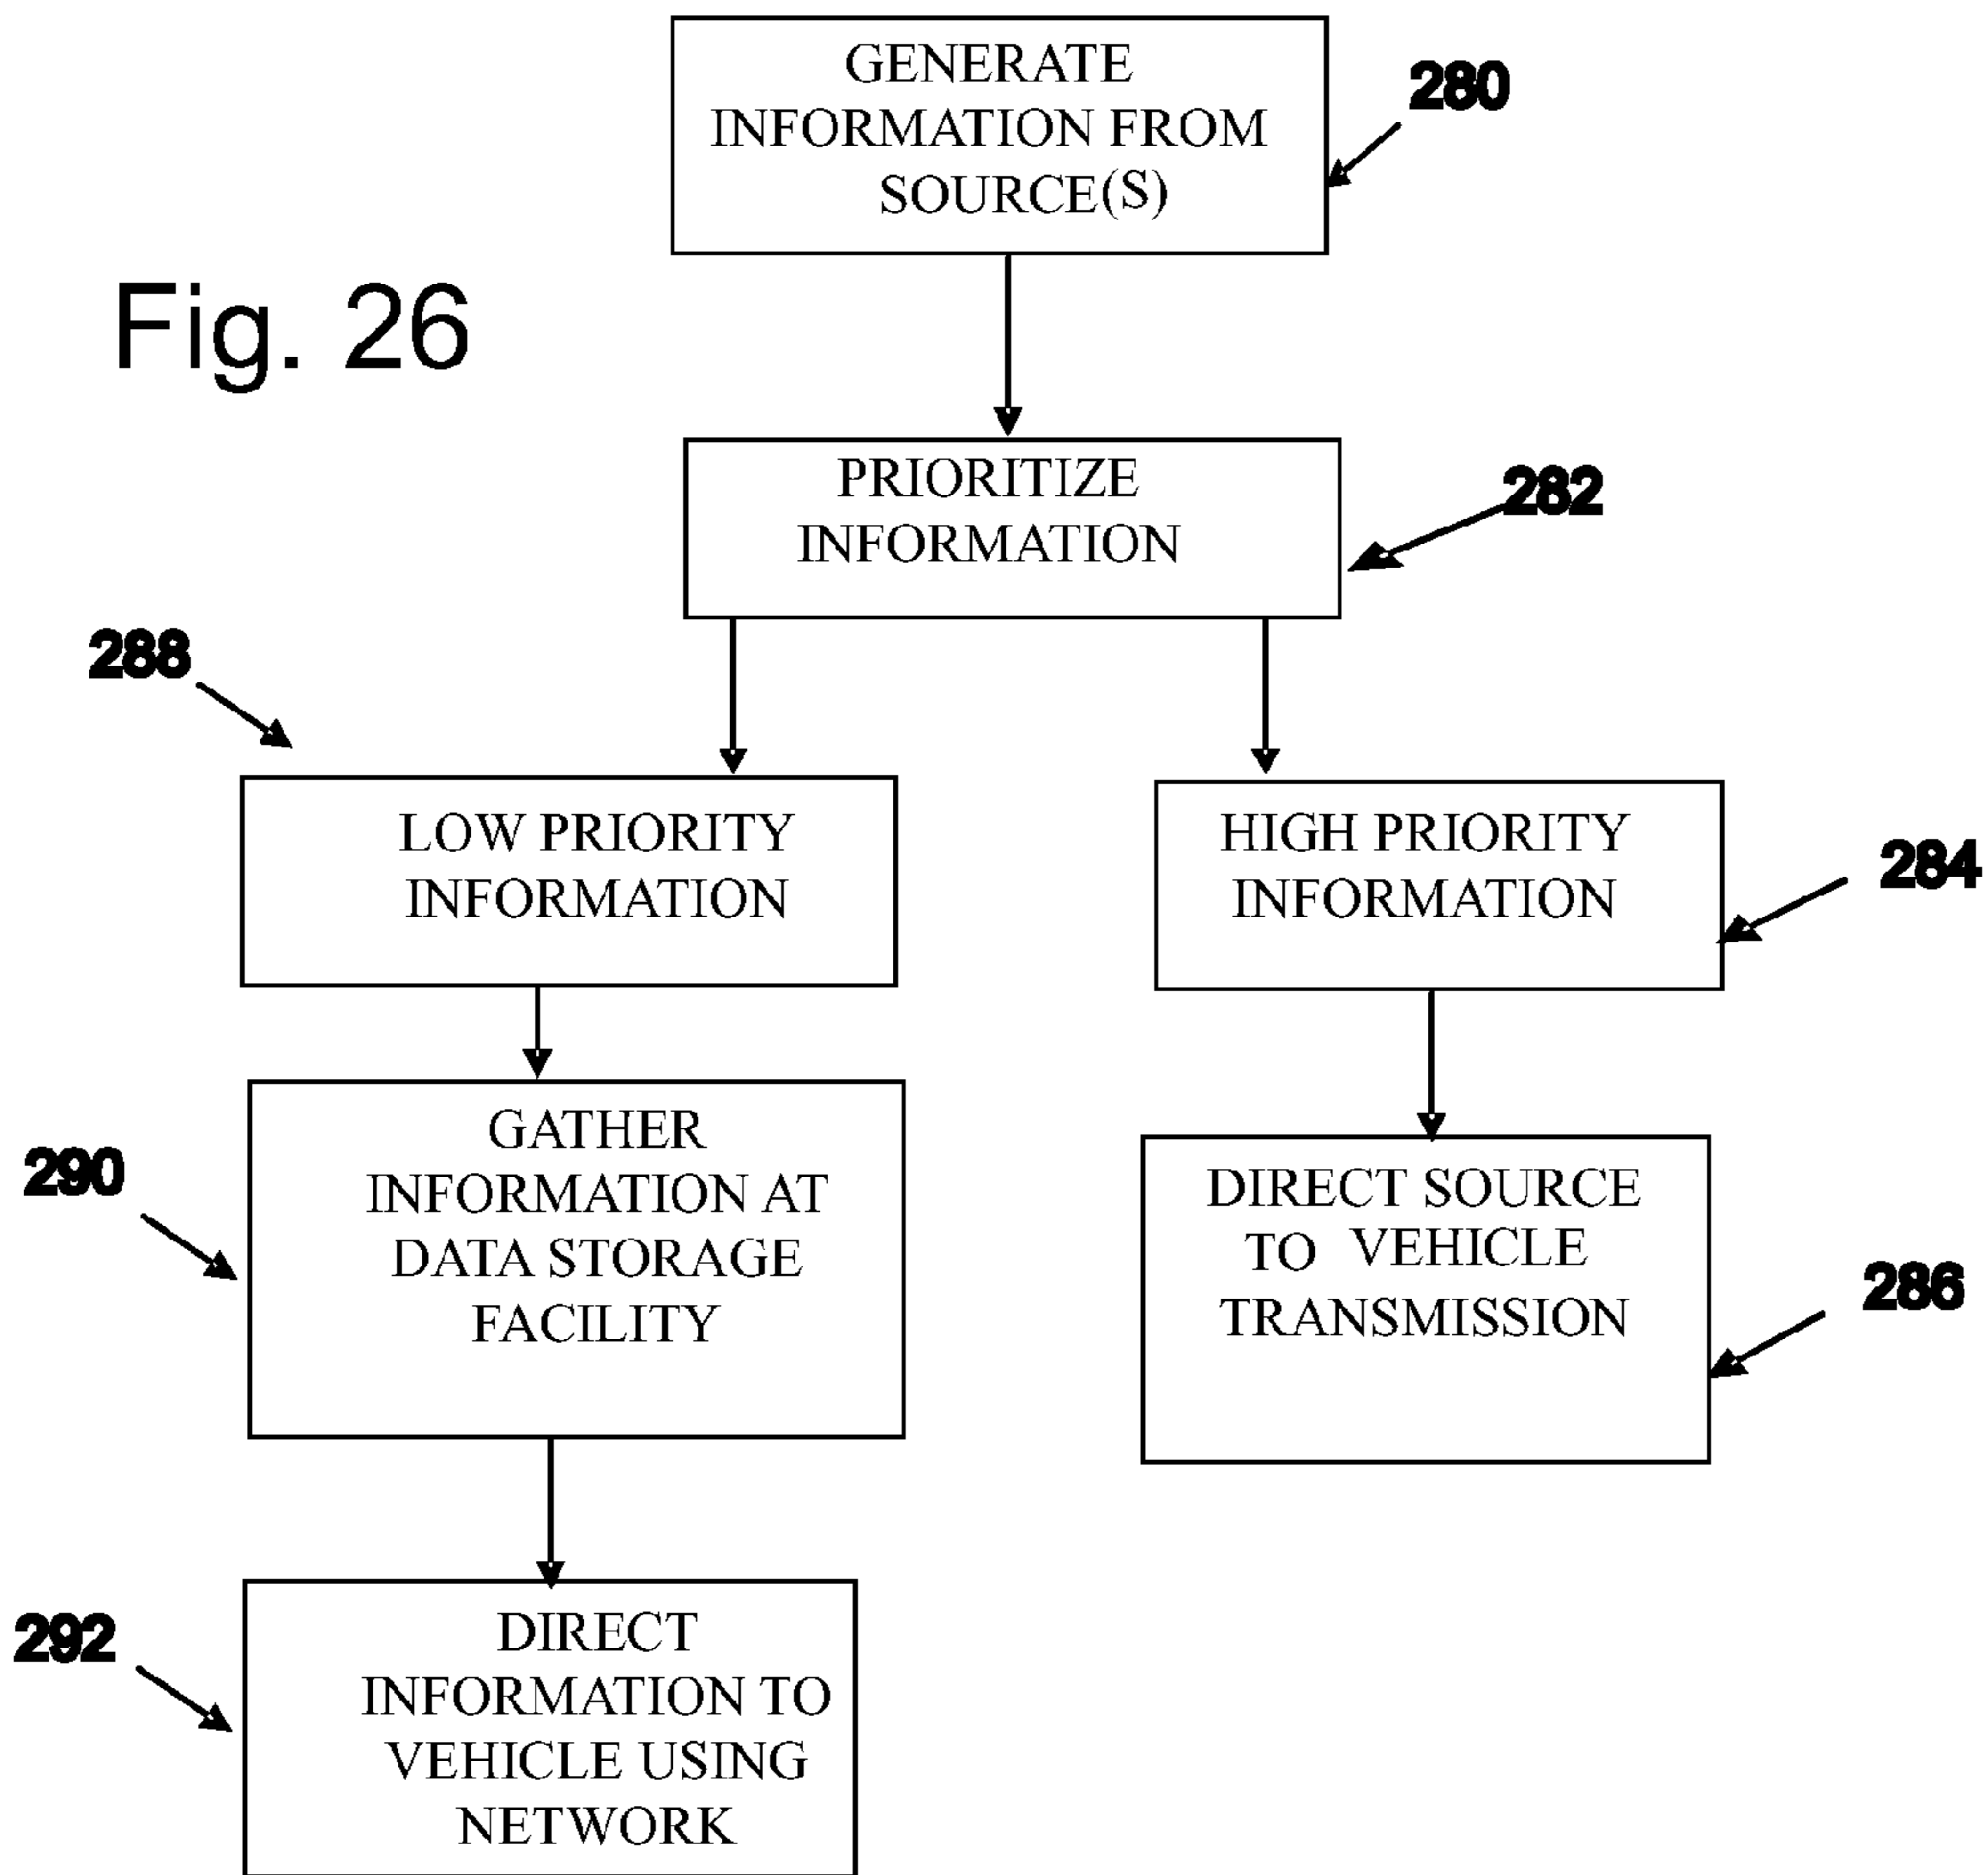 GENERATE
INFORMATION FROM
SOURCE(S)
280
Fig. 26
PRIORITIZE
INFORMATION
282
288
LOW PRIORITY
INFORMATION
HIGH PRIORITY
INFORMATION
284
290
GATHER
INFORMATION AT
DATA STORAGE
FACILITY
DIRECT SOURCE
TO VEHICLE
TRANSMISSION
286
292
DIRECT
INFORMATION TO
VEHICLE USING
NETWORK